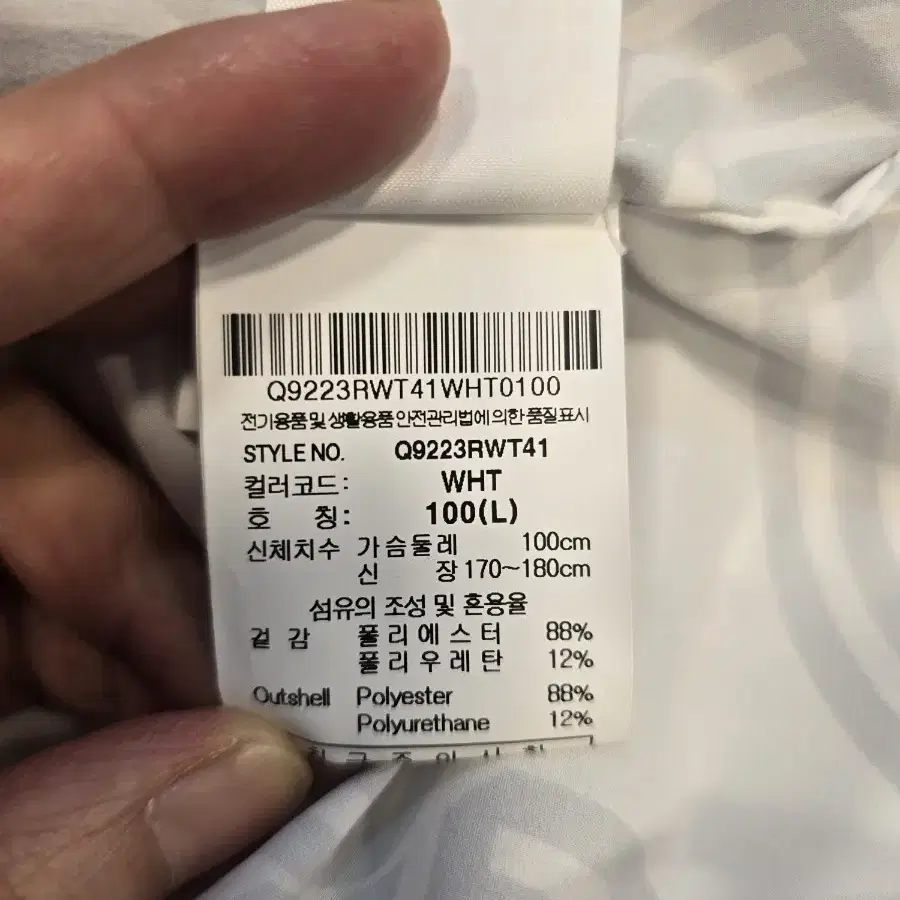 Q9223RWT41WHT0100
전기용품 및 생활용품 안전관리법에 의한 품질표시
STYLE NO. Q9223RWT41
컬러코드: WHT
호 칭: 100(L)
신체치수 가슴둘레 100cm
신 장 170~180cm
섬유의 조성 및 혼용율
겉 감 폴리에스터 88%
폴리우레탄 12%
Outshell Polyester 88%
Polyurethane 12%